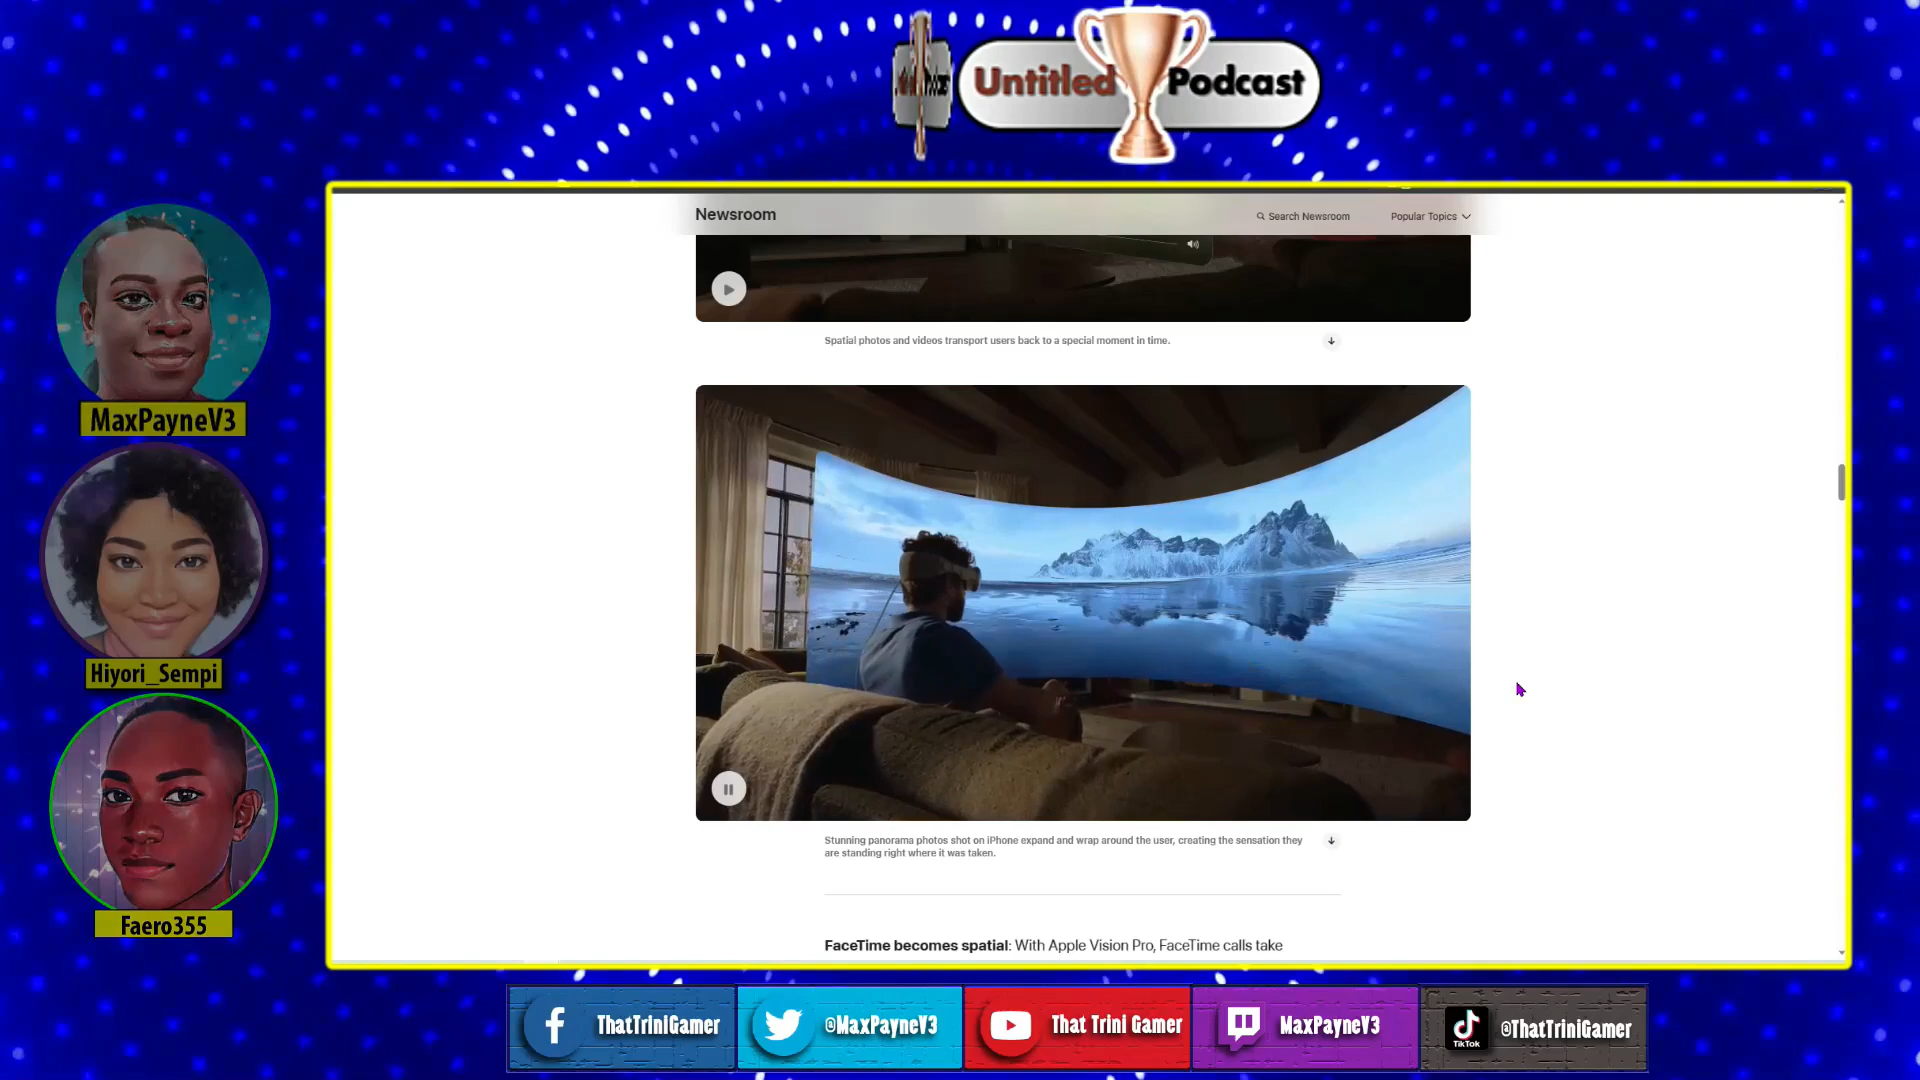 Untitled Podcast
Newsroom
Search Newsroom
Popular Topics
Spatial photos and videos transport users back to a special moment in time.
MaxPayneV3
Hiyori_Sempi
Faero355
Stunning panorama photos shot on iPhone expand and wrap around the user, creating the sensation they
are standing right where it was taken.
FaceTime becomes spatial: With Apple Vision Pro, FaceTime calls take
ThatTriniGamer
@MaxPayneV3
That Trini Gamer
MaxPayneV3
TikTok
@ThatTriniGamer